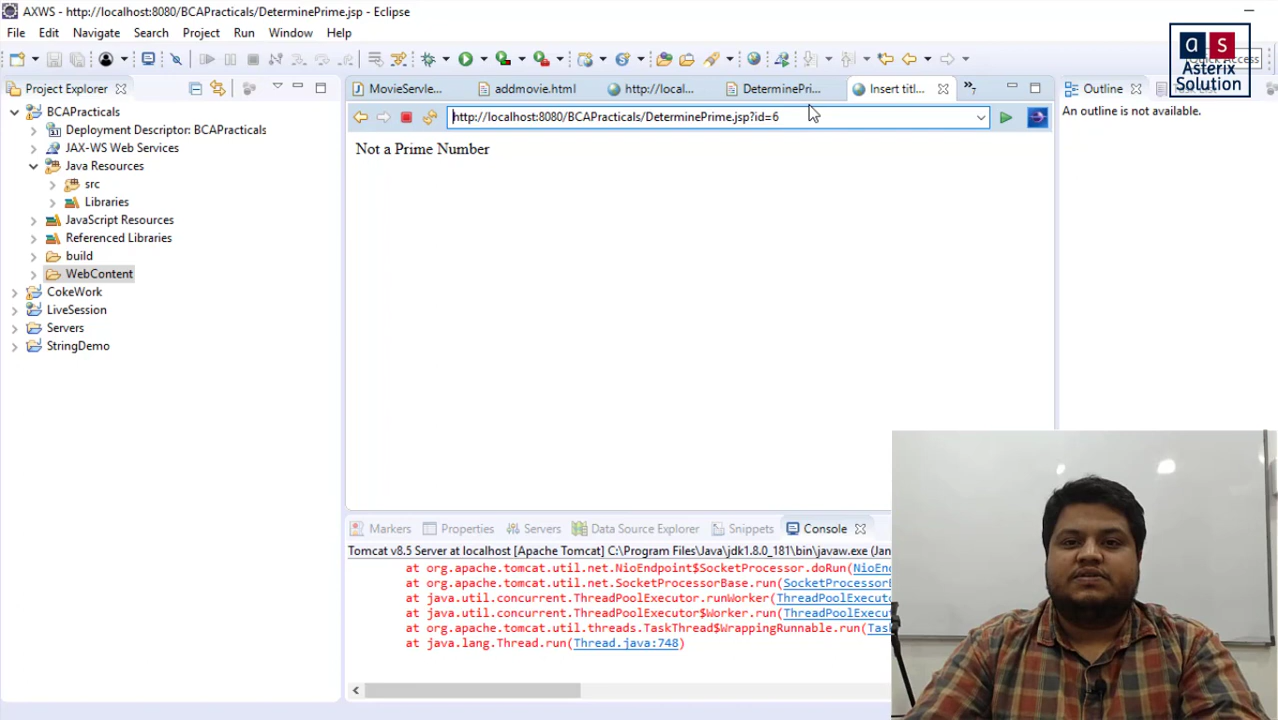 AXWS - http://localhost:8080/BCAPracticals/DeterminePrime.jsp - Eclipse
File Edit Navigate Search Project Run Window Help
a s
Asterix
Solution
Project Explorer
MovieServle...
addmovie.html
http://local...
DeterminePri...
Insert titl...
Outline
http://localhost:8080/BCAPracticals/DeterminePrime.jsp?id=6
An outline is not available.
Not a Prime Number
BCAPracticals
Deployment Descriptor: BCAPracticals
JAX-WS Web Services
Java Resources
src
Libraries
JavaScript Resources
Referenced Libraries
build
WebContent
CokeWork
LiveSession
Servers
StringDemo
Markers Properties Servers Data Source Explorer Snippets Console
Tomcat v8.5 Server at localhost [Apache Tomcat] C:\Program Files\Java\jdk1.8.0_181\bin\javaw.exe (Jan
at org.apache.tomcat.util.net.NioEndpoint$SocketProcessor.doRun(NioEn
at org.apache.tomcat.util.net.SocketProcessorBase.run(SocketProcessor
at java.util.concurrent.ThreadPoolExecutor.runWorker(ThreadPoolExecuto
at java.util.concurrent.ThreadPoolExecutor$Worker.run(ThreadPoolExecu
at org.apache.tomcat.util.threads.TaskThread$WrappingRunnable.run(Tas
at java.lang.Thread.run(Thread.java:748)